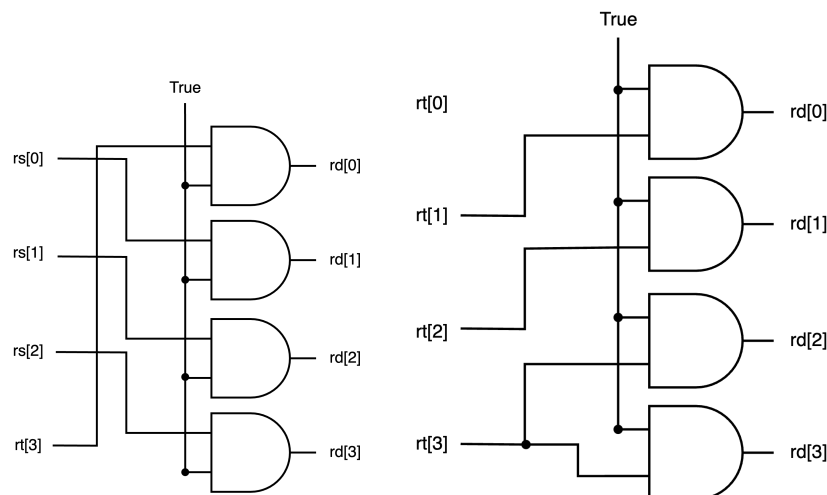 True
rs[0]
rd[0]
rs[1]
rd[1]
rs[2]
rd[2]
rt[3]
rd[3]
True
rt[0]
rd[0]
rt[1]
rd[1]
rt[2]
rd[2]
rt[3]
rd[3]